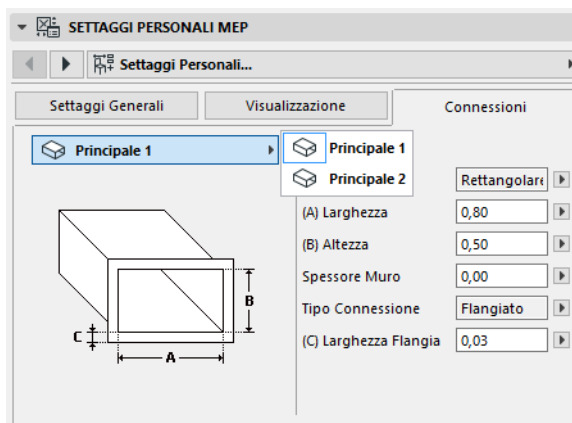 SETTAGGI PERSONALI MEP
Settaggi Personali...
Settaggi Generali
Visualizzazione
Connessioni
Principale 1
Principale 1
Principale 2
Rettangolare
(A) Larghezza
0,80
(B) Altezza
0,50
Spessore Muro
0,00
Tipo Connessione
Flangiato
(C) Larghezza Flangia
0,03
B
C
A